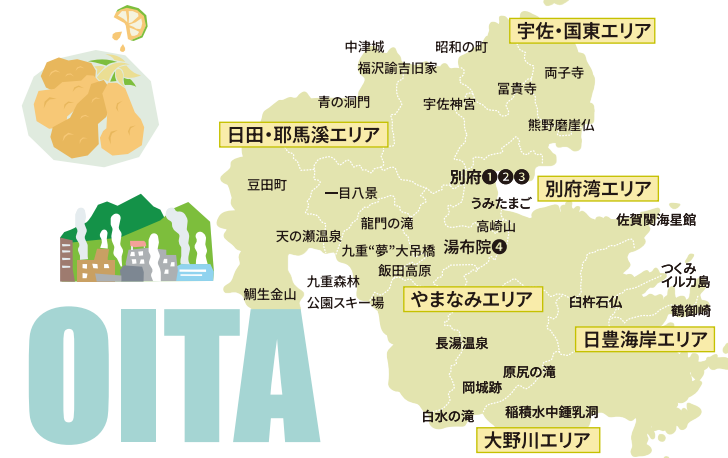 宇佐・国東エリア
中津城
昭和の町
福沢諭吉旧家
両子寺
冨貴寺
青の洞門
宇佐神宮
熊野磨崖仏
日田・耶馬溪エリア
別府❶❷❸
豆田町
一目八景
別府湾エリア
うみたまご
龍門の滝
高崎山
佐賀関海星館
天の瀬温泉
九重“夢”大吊橋
湯布院❹
飯田高原
つくみ
イルカ島
九重森林
公園スキー場
鯛生金山
やまなみエリア
臼杵石仏
鶴御崎
日豊海岸エリア
長湯温泉
原尻の滝
岡城跡
白水の滝
稲積水中鍾乳洞
大野川エリア
OITA